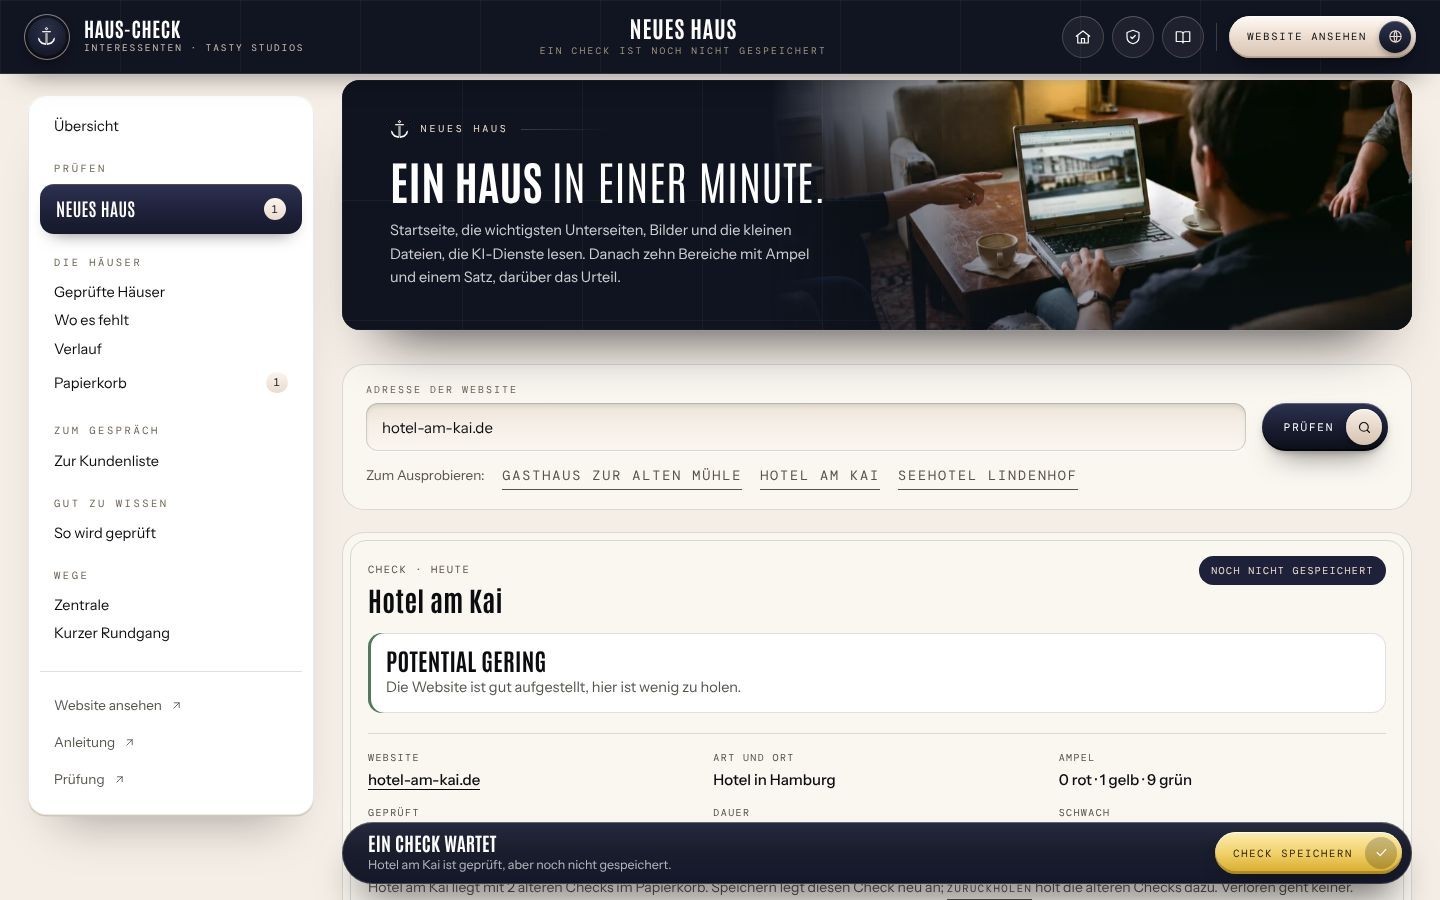 HAUS-CHECK
INTERESSENTEN · TASTY STUDIOS
NEUES HAUS
EIN CHECK IST NOCH NICHT GESPEICHERT
WEBSITE ANSEHEN
Übersicht
PRÜFEN
NEUES HAUS 1
DIE HÄUSER
Geprüfte Häuser
Wo es fehlt
Verlauf
Papierkorb 1
ZUM GESPRÄCH
Zur Kundenliste
GUT ZU WISSEN
So wird geprüft
WEGE
Zentrale
Kurzer Rundgang
Website ansehen
Anleitung
Prüfung
NEUES HAUS
EIN HAUS IN EINER MINUTE.
Startseite, die wichtigsten Unterseiten, Bilder und die kleinen
Dateien, die KI-Dienste lesen. Danach zehn Bereiche mit Ampel
und einem Satz, darüber das Urteil.
ADRESSE DER WEBSITE
hotel-am-kai.de
PRÜFEN
Zum Ausprobieren: GASTHAUS ZUR ALTEN MÜHLE HOTEL AM KAI SEEHOTEL LINDENHOF
CHECK · HEUTE
NOCH NICHT GESPEICHERT
Hotel am Kai
POTENTIAL GERING
Die Website ist gut aufgestellt, hier ist wenig zu holen.
WEBSITE ART UND ORT AMPEL
hotel-am-kai.de Hotel in Hamburg 0 rot · 1 gelb · 9 grün
GEPRÜFT DAUER SCHWACH
EIN CHECK WARTET
Hotel am Kai ist geprüft, aber noch nicht gespeichert.
CHECK SPEICHERN
Hotel am Kai liegt mit 2 älteren Checks im Papierkorb. Speichern legt diesen Check neu an; ZURÜCKHOLEN holt die älteren Checks dazu. Verloren geht keiner.